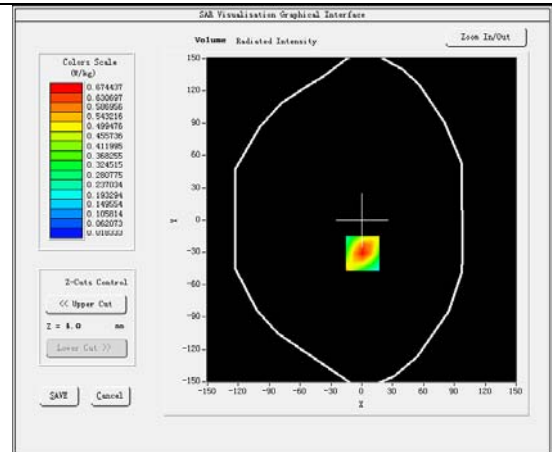 SAR Visualisation Graphical Interface
Volume Radiated Intensity
Zoom In/Out
Colors Scale
(W/kg)
0.674437
0.630697
0.586956
0.543216
0.499476
0.455736
0.411995
0.368255
0.324515
0.280775
0.237034
0.193294
0.149554
0.105814
0.062073
0.018333
150
120
90
60
30
0
-30
-60
-90
-120
-150
Y
-150 -120 -90 -60 -30 0 30 60 90 120 150
X
Z-Cuts Control
<< Upper Cut
Z = 4.0 mm
Lower Cut >>
SAVE Cancel